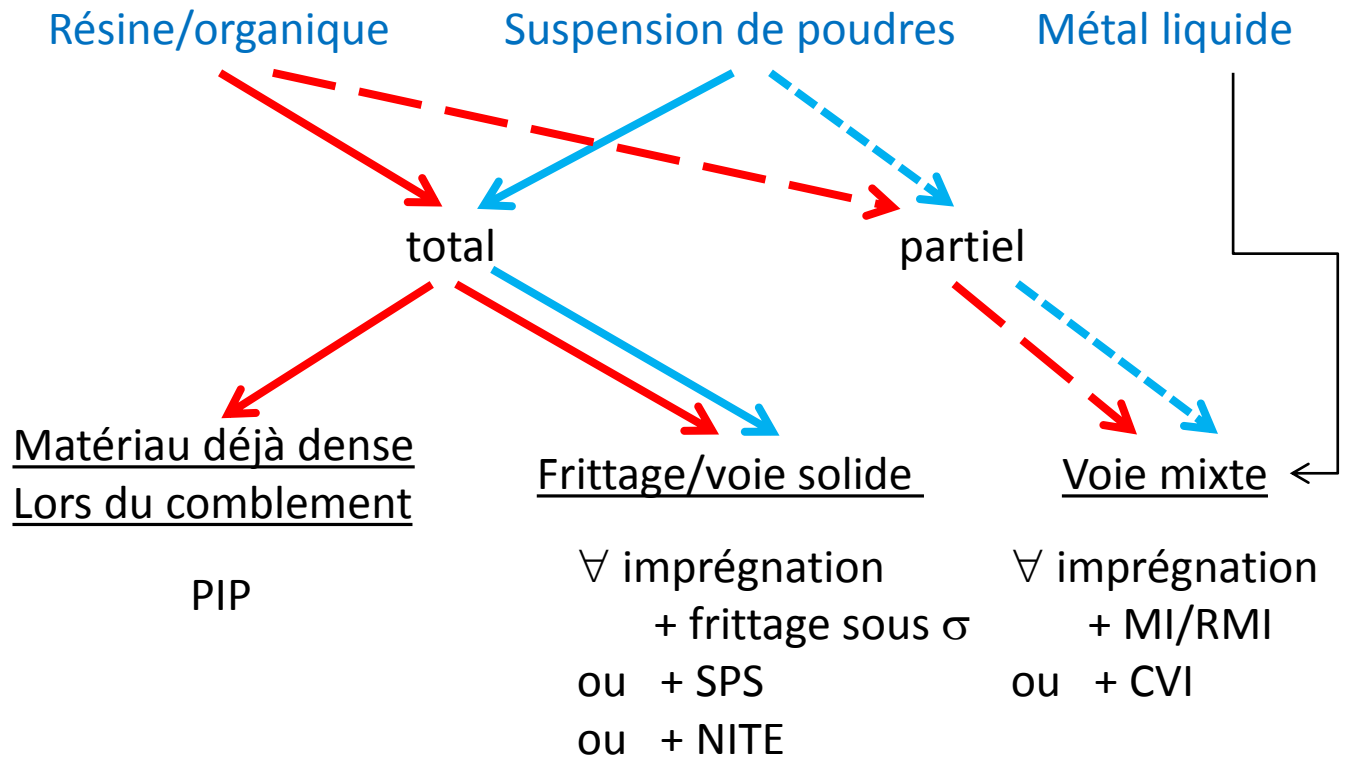 Résine/organique
Suspension de poudres
Métal liquide
total
partiel
Matériau déjà dense
Lors du comblement
PIP
Frittage/voie solide
∀ imprégnation
+ frittage sous σ
ou + SPS
ou + NITE
Voie mixte
∀ imprégnation
+ MI/RMI
ou + CVI